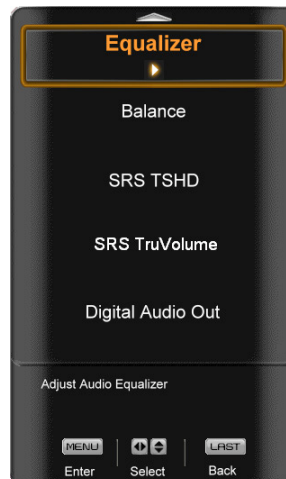 Equalizer
Balance
SRS TSHD
SRS TruVolume
Digital Audio Out
Adjust Audio Equalizer
MENU LAST
Enter Select Back